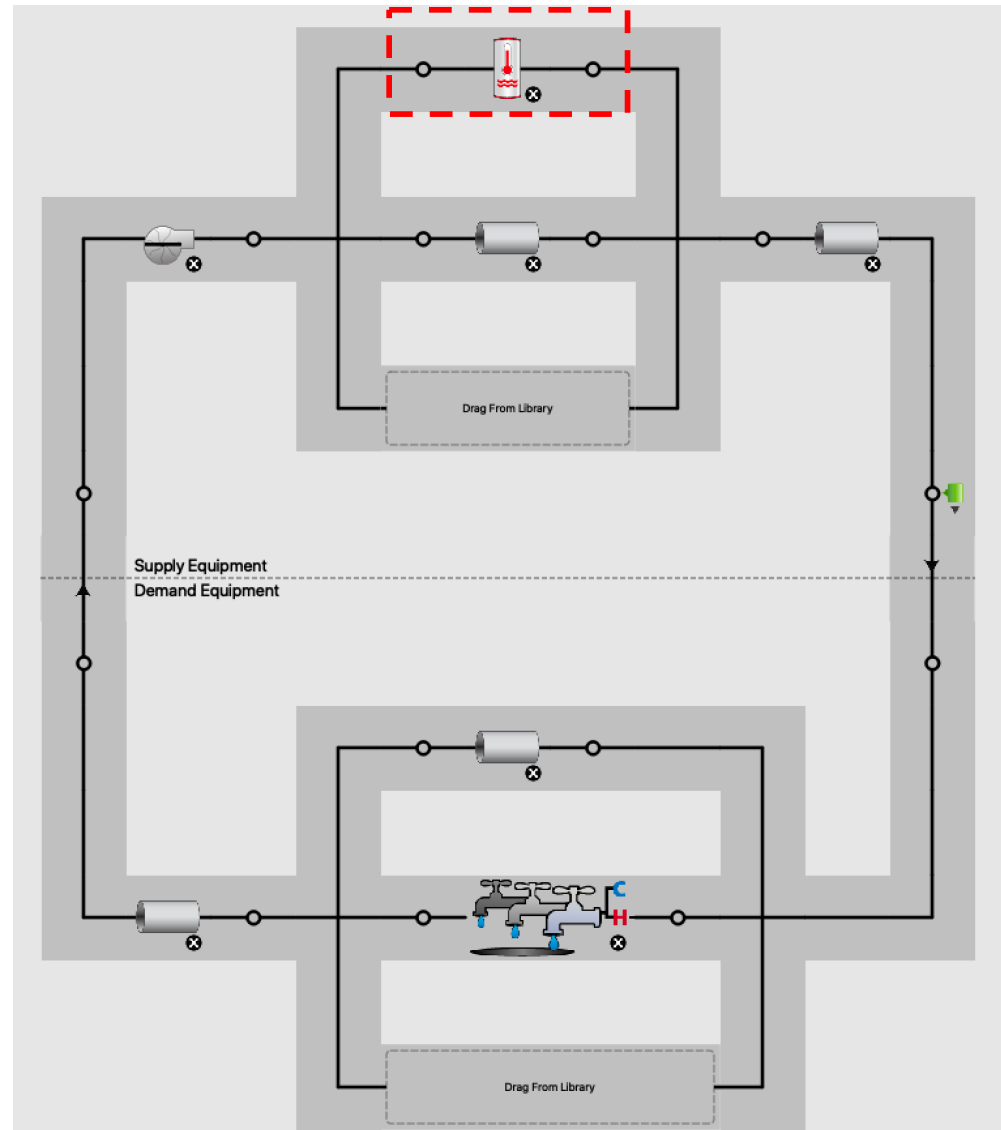 Drag From Library
Supply Equipment
Demand Equipment
C
H
Drag From Library